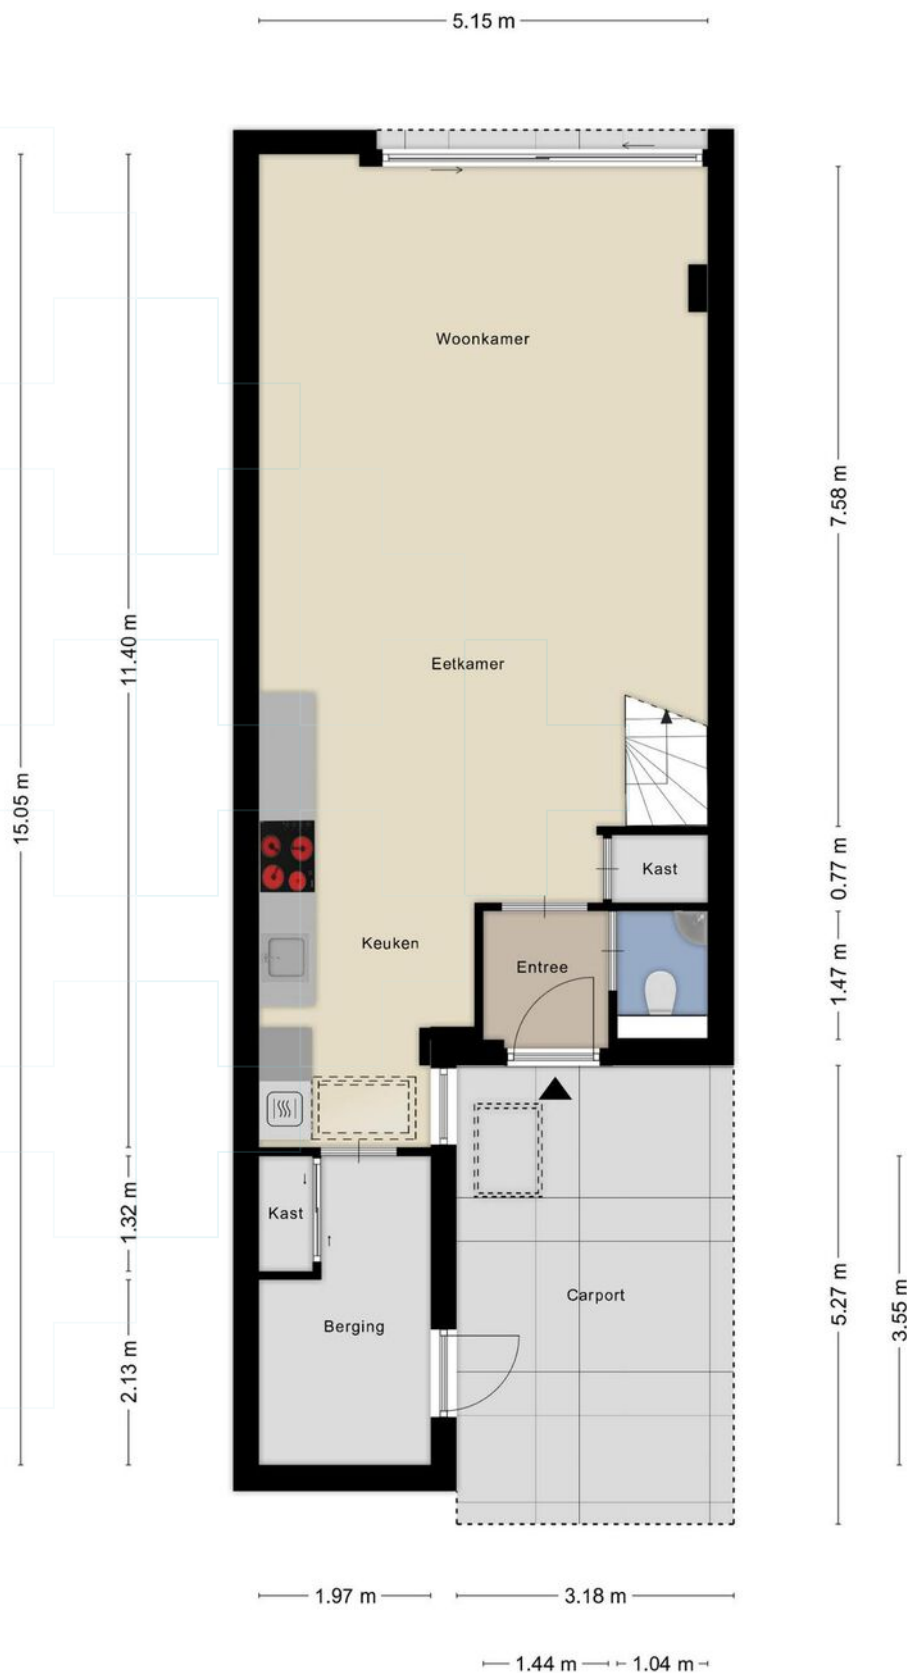 5.15 m
Woonkamer
7.58 m
Eetkamer
11.40 m
15.05 m
Kast
0.77 m
Keuken
Entree
1.47 m
Kast
1.32 m
Carport
5.27 m
3.55 m
Berging
2.13 m
1.97 m
3.18 m
1.44 m
1.04 m